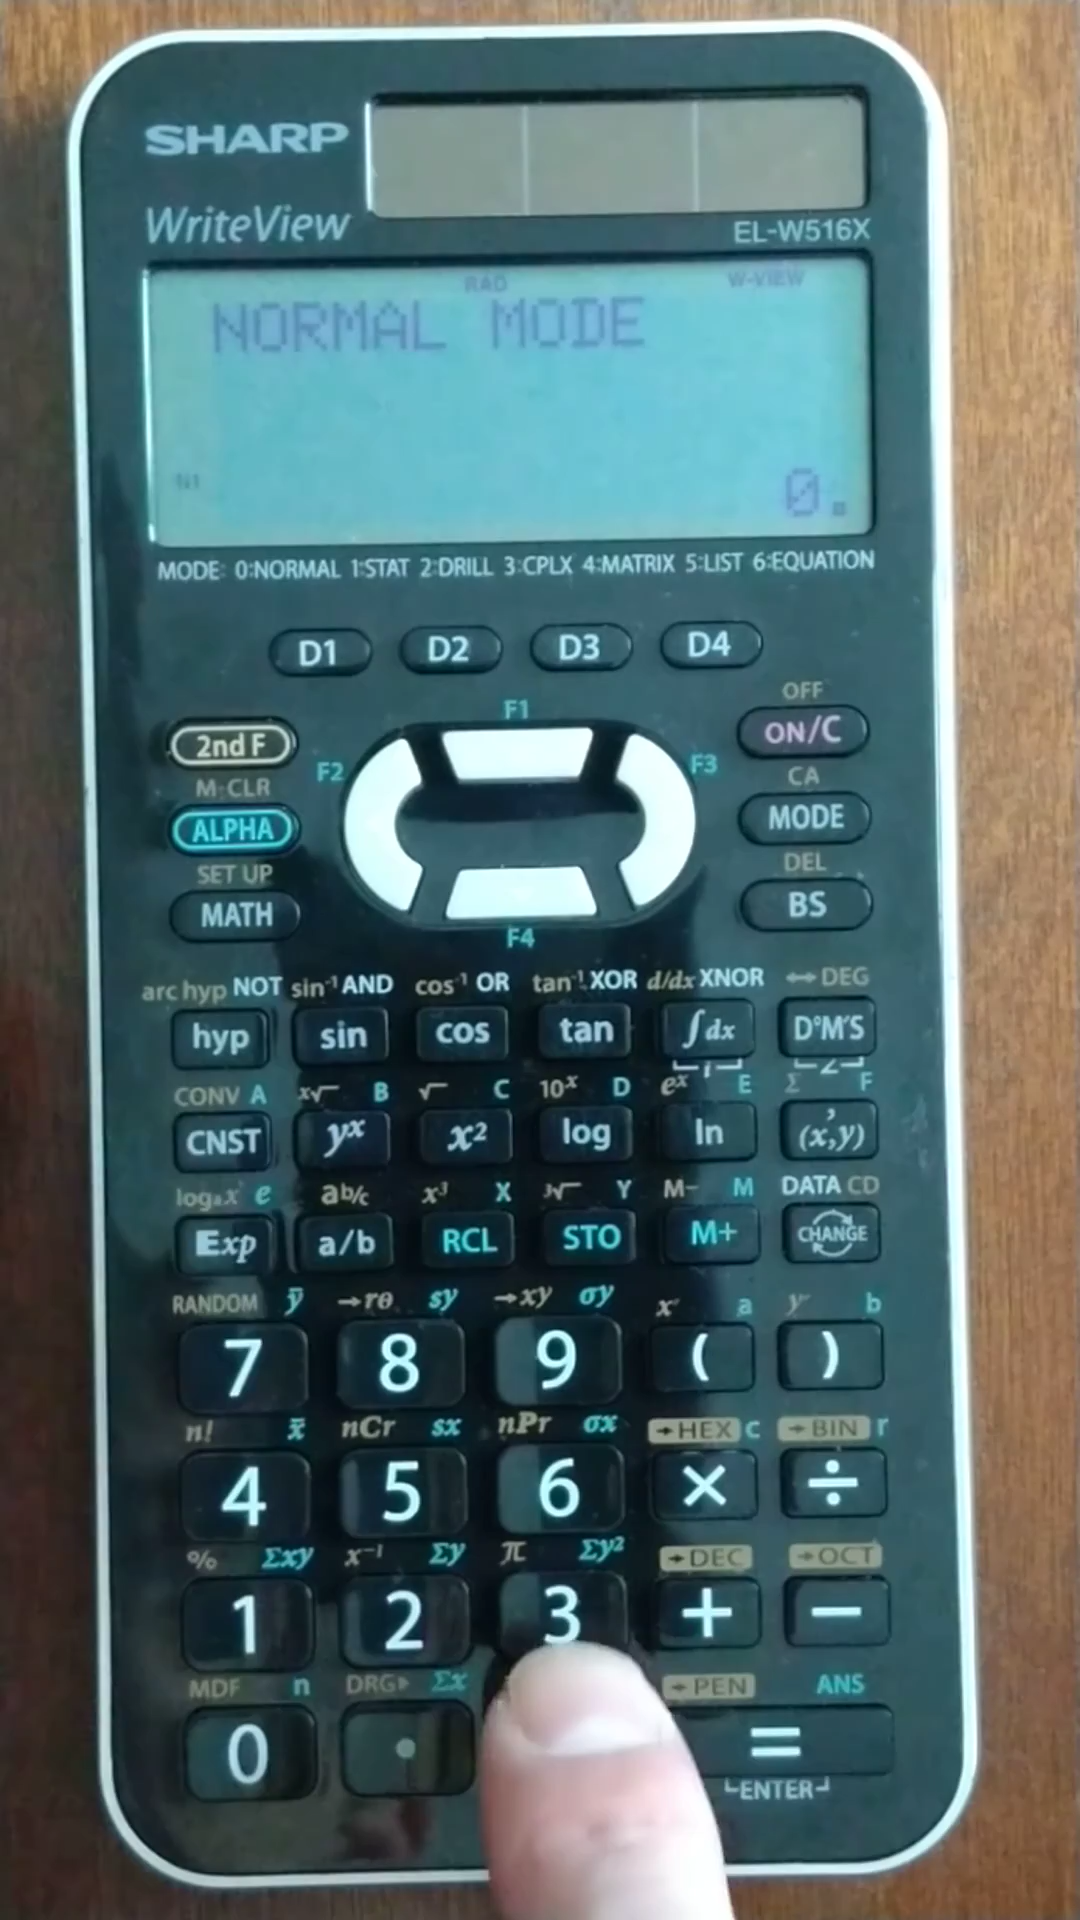 SHARP
WriteView
EL-W516X
RAD W-VIEW
NORMAL MODE
N1
0.
MODE: 0:NORMAL 1:STAT 2:DRILL 3:CPLX 4:MATRIX 5:LIST 6:EQUATION
D1 D2 D3 D4
F1
OFF
2nd F F2 F3 ON/C
M-CLR CA
ALPHA MODE
SET UP DEL
MATH BS
F4
arc hyp NOT sin⁻¹ AND cos⁻¹ OR tan⁻¹ XOR d/dx XNOR ↔DEG
hyp sin cos tan ∫dx D°M'S
CONV A x√ B √ C 10ˣ D eˣ E Σ F
CNST yˣ x² log ln (x,y)
logₐx e ab/c x³ X ³√ Y M− M DATA CD
Exp a/b RCL STO M+ CHANGE
RANDOM ȳ →rθ sy →xy σy x′ a y′ b
7 8 9 ( )
n! x̄ nCr sx nPr σx →HEX c →BIN r
4 5 6 × ÷
% Σxy x⁻¹ Σy π Σy² →DEC →OCT
1 2 3 + −
MDF n DRG▸ Σx →PEN ANS
0 • =
ENTER